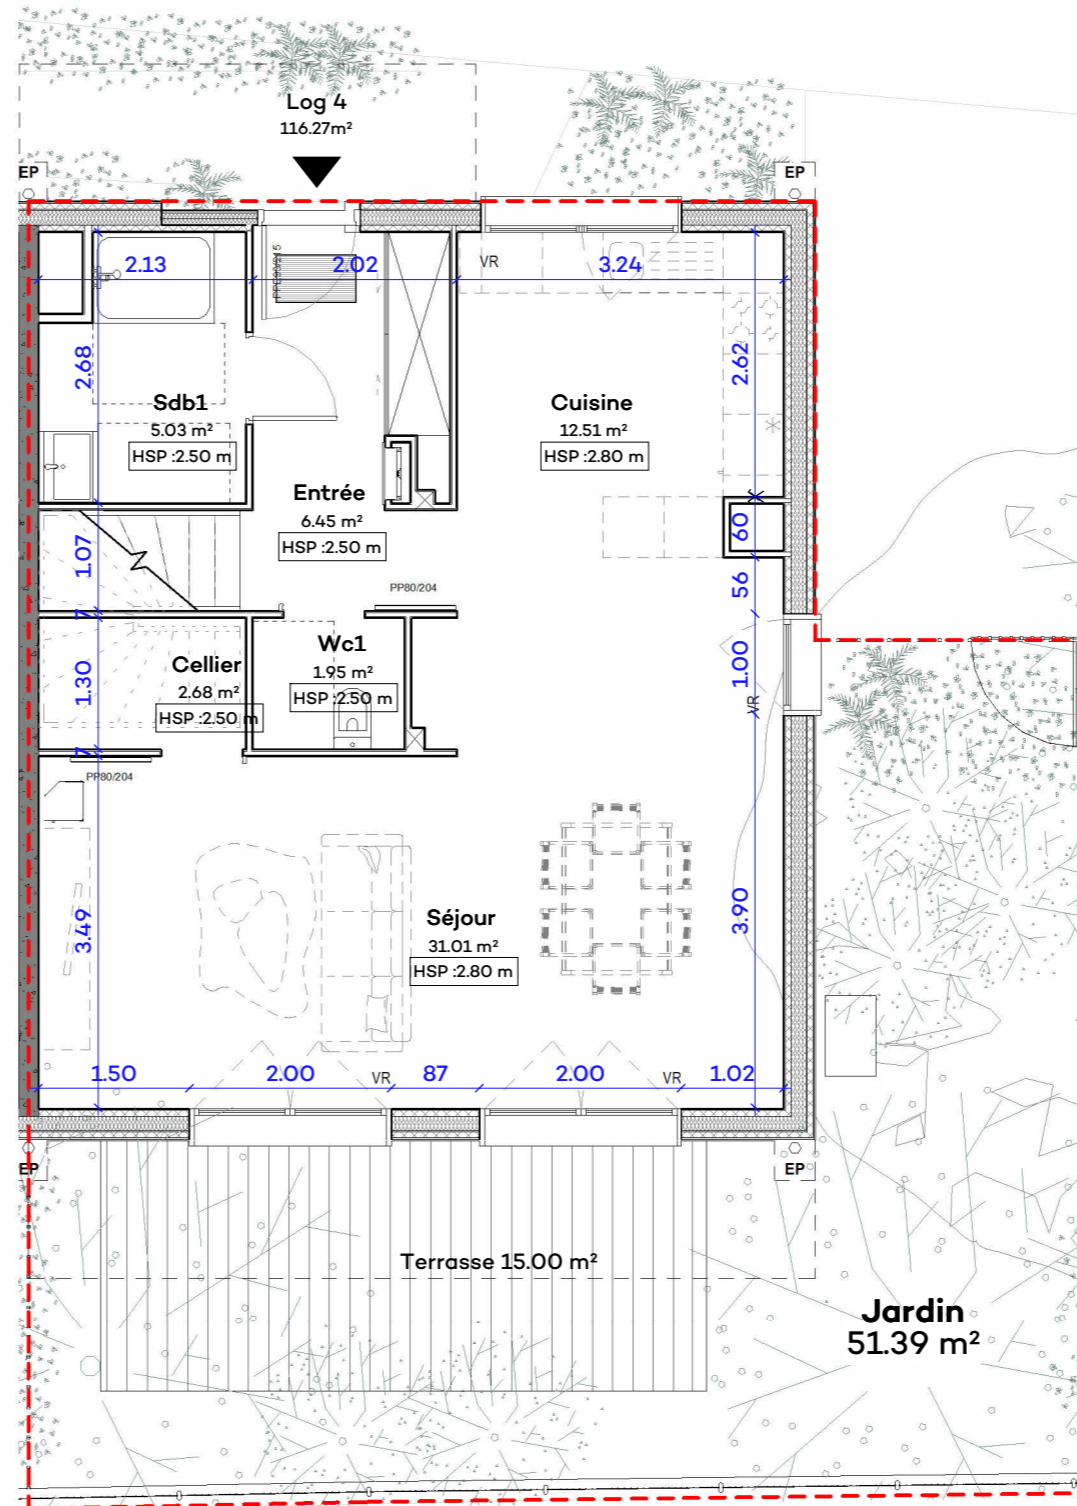 Log 4
116.27m²
EP
EP
2.13
2.02
VR
3.24
2.68
2.62
Sdb1
5.03 m²
HSP :2.50 m
Cuisine
12.51 m²
HSP :2.80 m
Entrée
6.45 m²
HSP :2.50 m
60
1.07
56
PP80/204
7
Wc1
1.95 m²
HSP :2.50 m
Cellier
2.68 m²
HSP :2.50 m
1.30
1.00
VR
7
PP80/204
3.49
3.90
Séjour
31.01 m²
HSP :2.80 m
1.50
2.00
VR
87
2.00
VR
1.02
EP
EP
Terrasse 15.00 m²
Jardin
51.39 m²